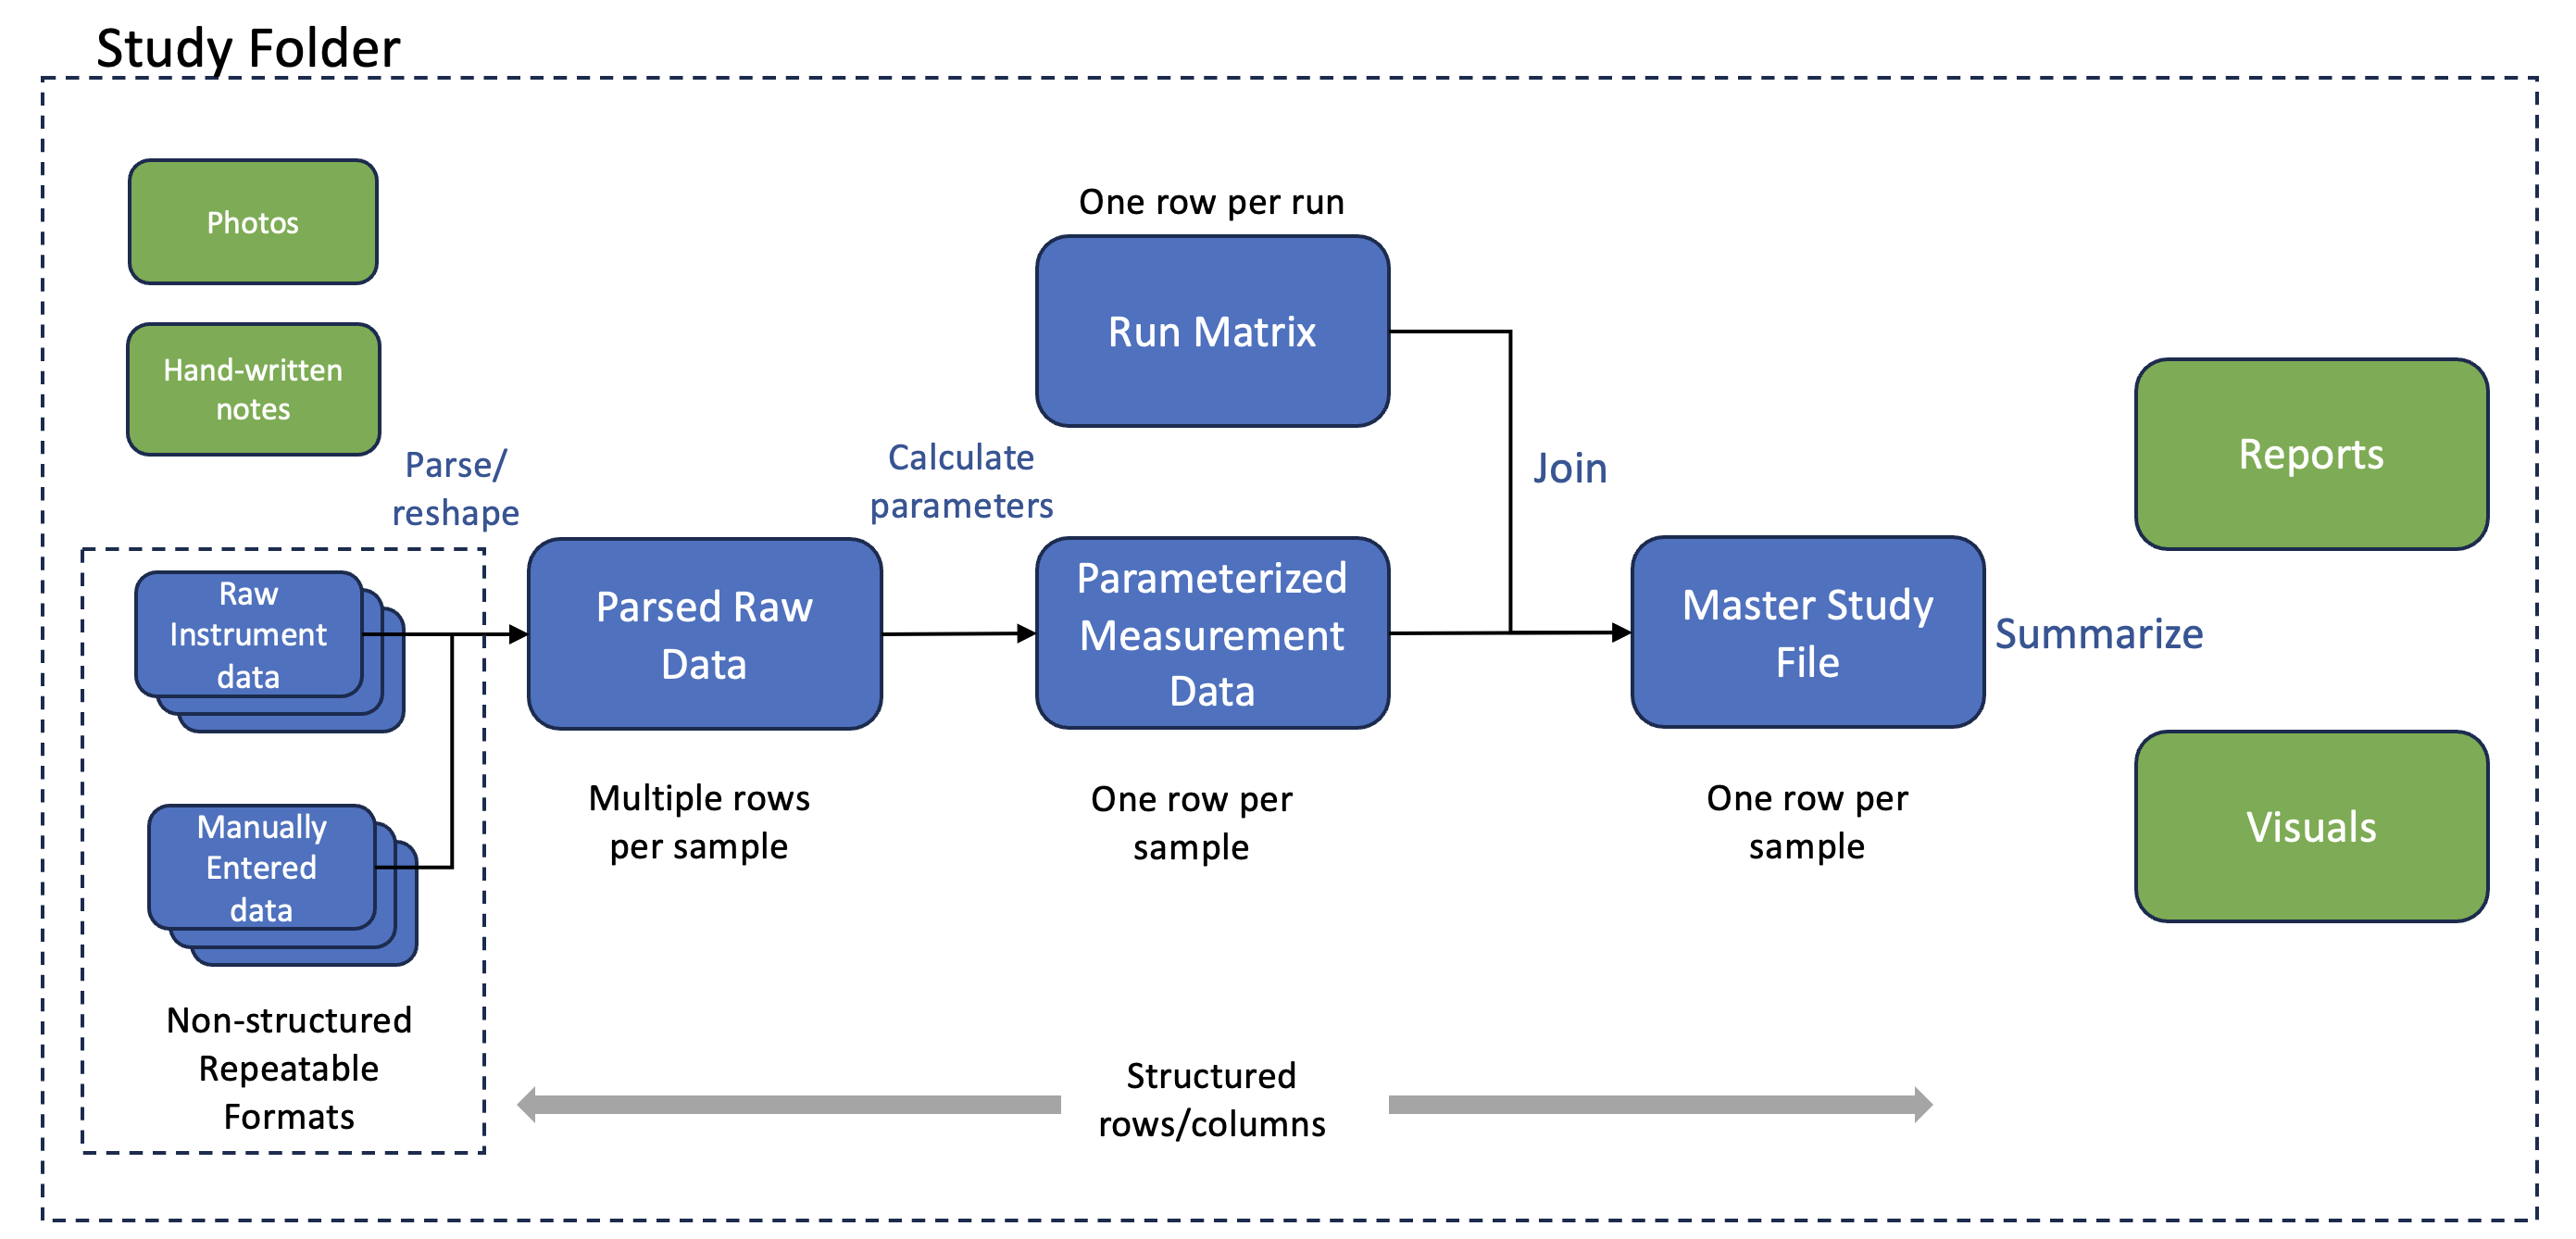 Study Folder
Photos
Hand-written
notes
Parse/
reshape
Raw
Instrument
data
Manually
Entered
data
Non-structured
Repeatable
Formats
Parsed Raw
Data
Multiple rows
per sample
Calculate
parameters
One row per run
Run Matrix
Parameterized
Measurement
Data
One row per
sample
Join
Master Study
File
One row per
sample
Summarize
Reports
Visuals
Structured
rows/columns